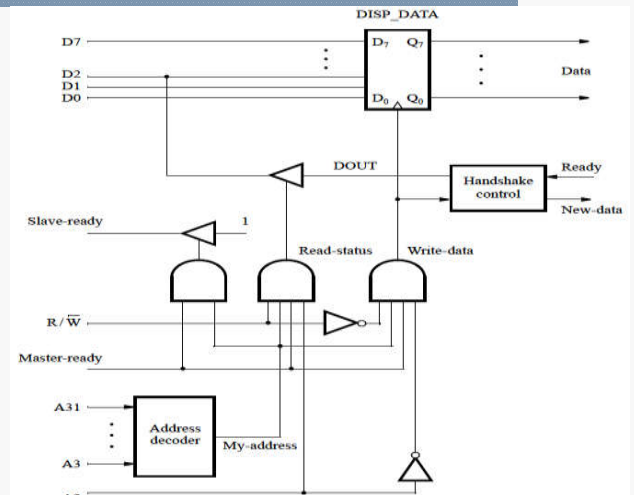 DISP_DATA
D7
D7 Q7
D2
D1
D0
D0 Q0
Data
DOUT
Handshake
control
Ready
New-data
Slave-ready
1
Read-status
Write-data
R/W̅
Master-ready
A31
Address
decoder
My-address
A3